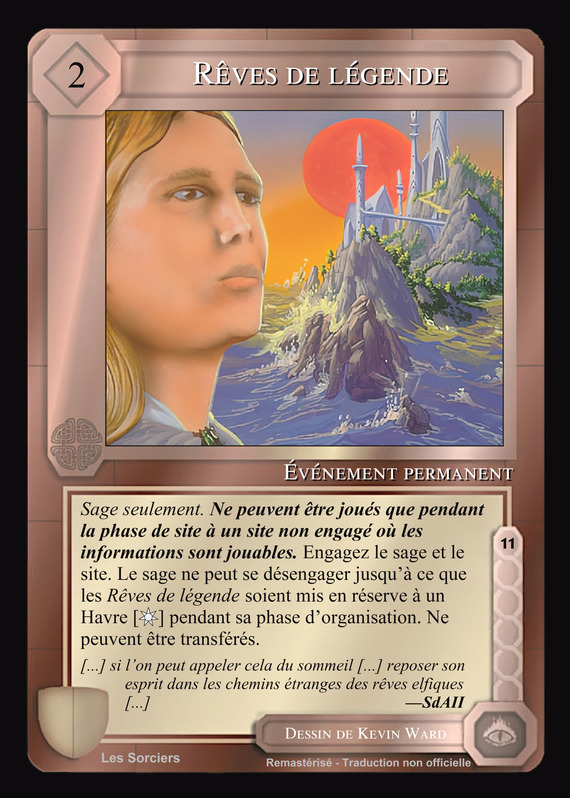 2
RÊVES DE LÉGENDE
ÉVÉNEMENT PERMANENT
Sage seulement. Ne peuvent être joués que pendant
la phase de site à un site non engagé où les
informations sont jouables. Engagez le sage et le
site. Le sage ne peut se désengager jusqu’à ce que
les Rêves de légende soient mis en réserve à un
Havre [ ] pendant sa phase d’organisation. Ne
peuvent être transférés.
[...] si l’on peut appeler cela du sommeil [...] reposer son
esprit dans les chemins étranges des rêves elfiques
[...] —SdAII
11
DESSIN DE KEVIN WARD
Les Sorciers
Remastérisé - Traduction non officielle